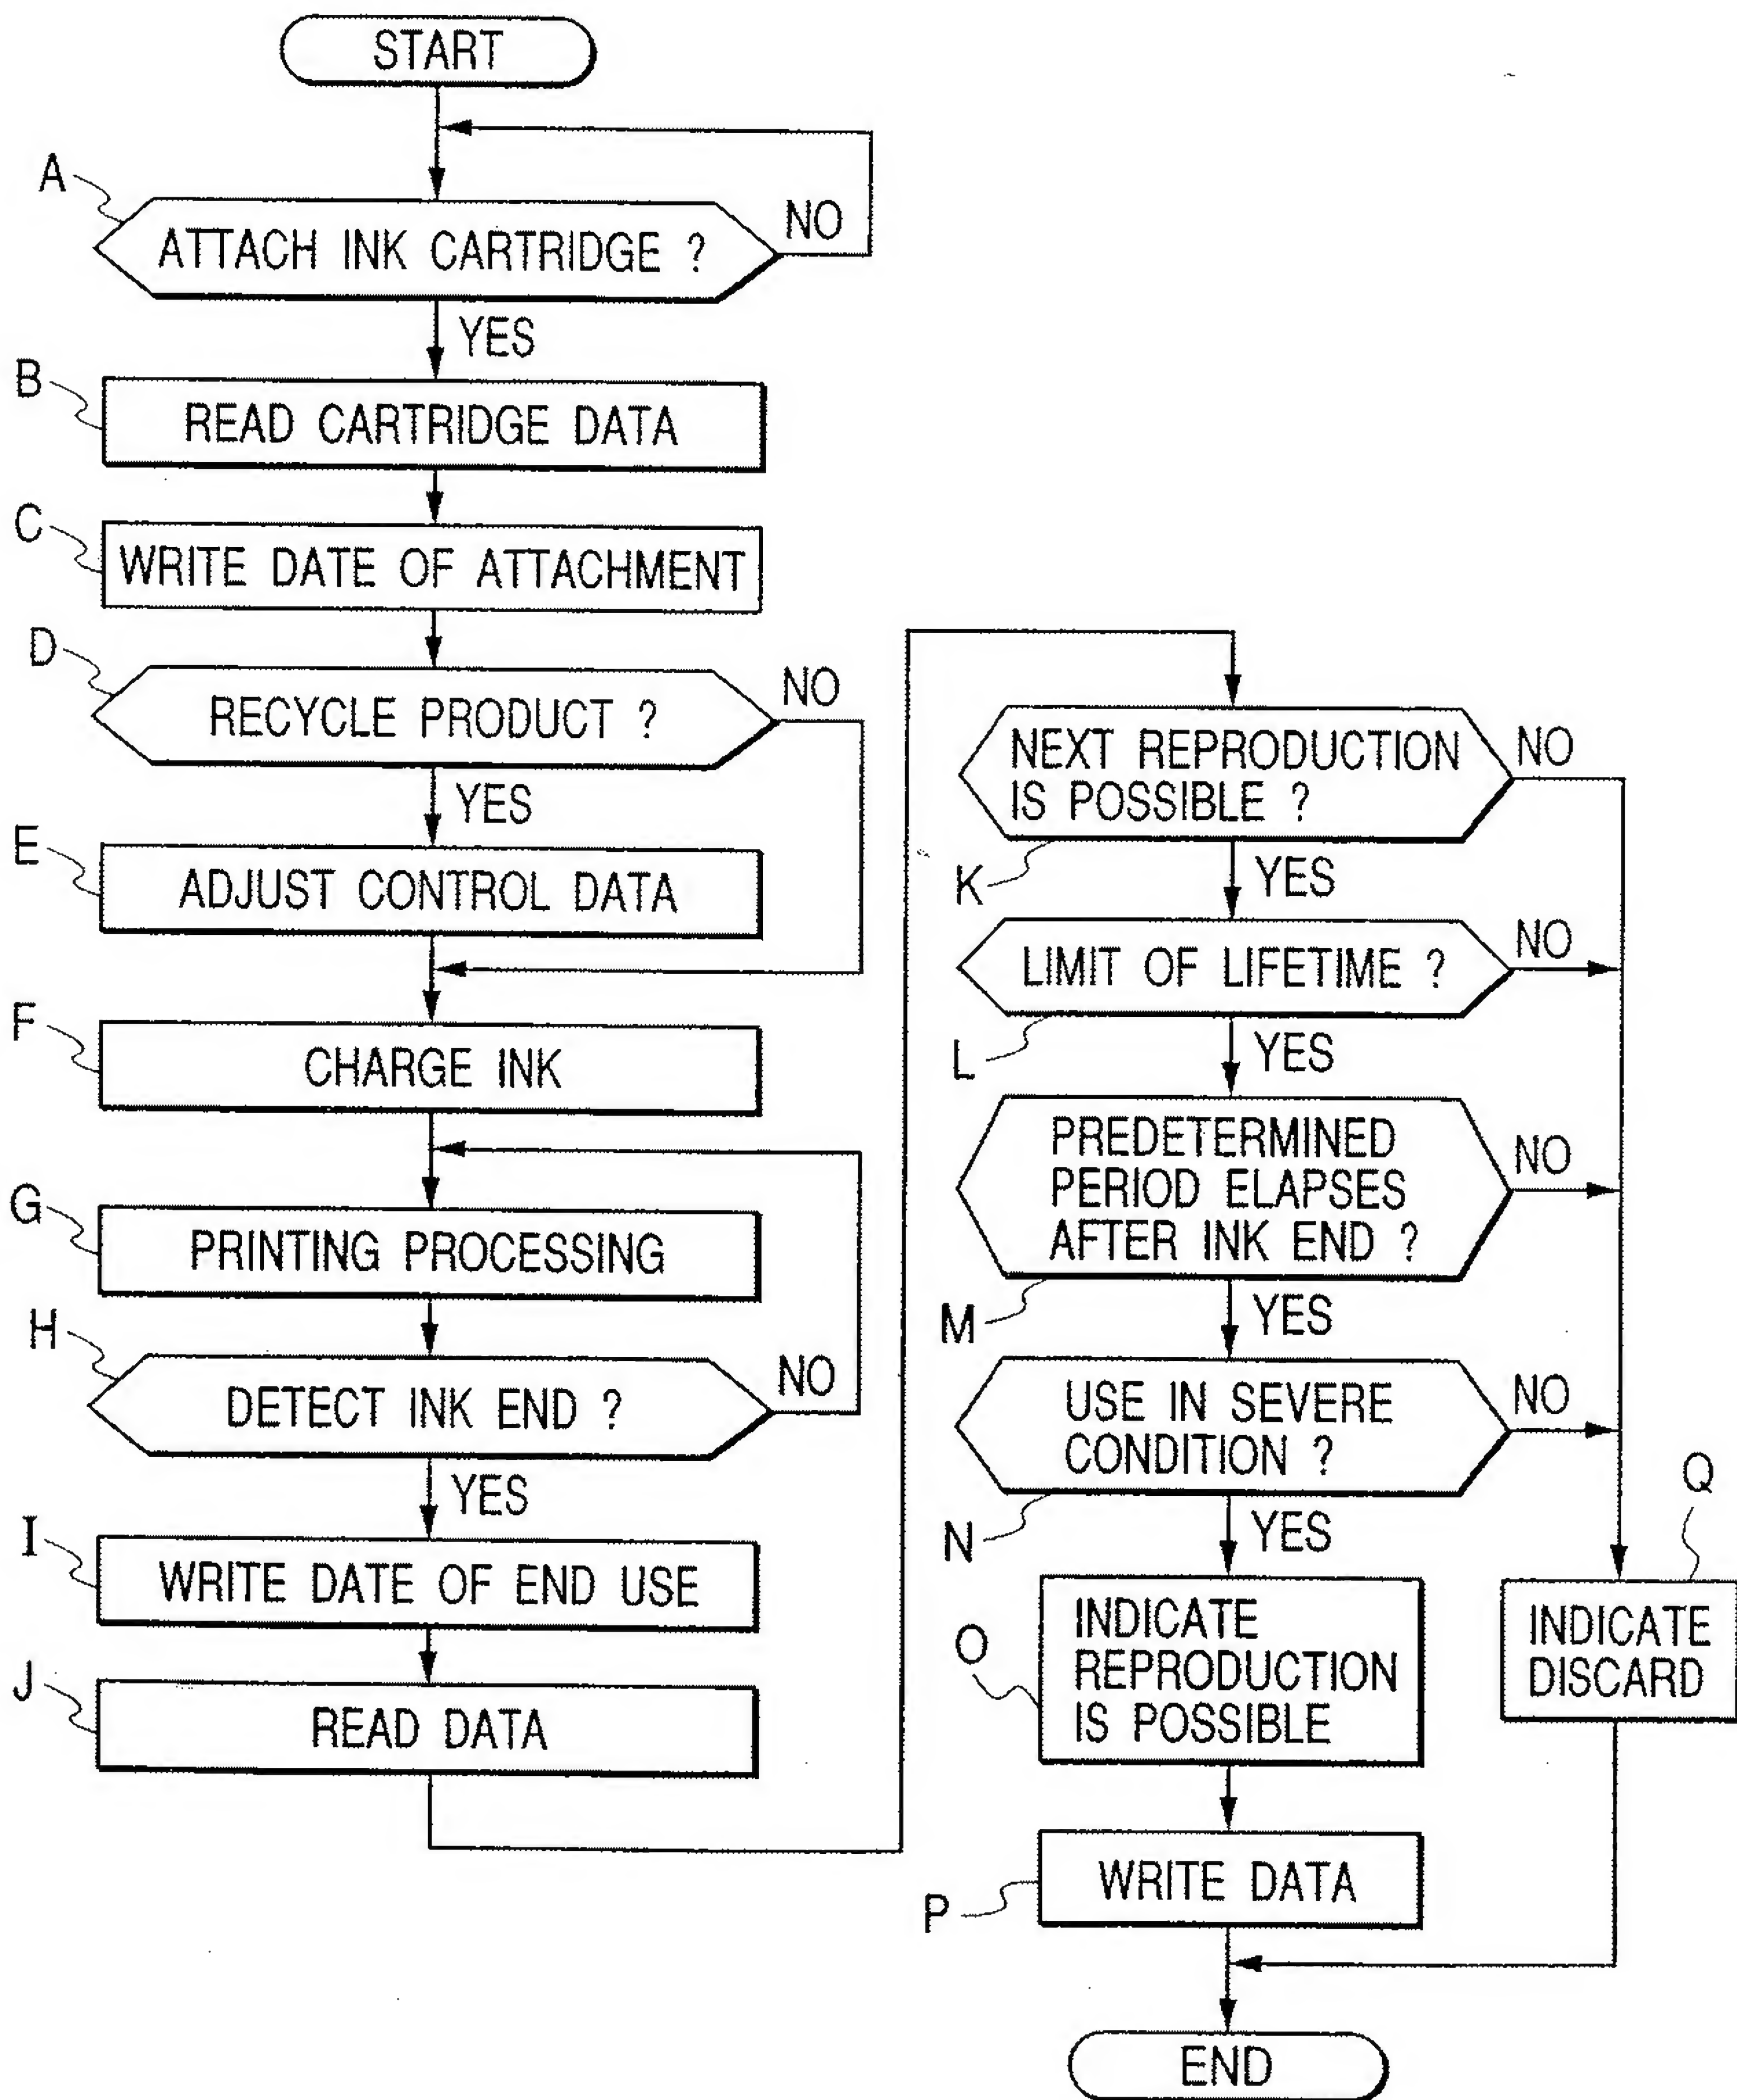 START
A
ATTACH INK CARTRIDGE ?
NO
YES
B
READ CARTRIDGE DATA
C
WRITE DATE OF ATTACHMENT
D
RECYCLE PRODUCT ?
NO
YES
E
ADJUST CONTROL DATA
F
CHARGE INK
G
PRINTING PROCESSING
H
DETECT INK END ?
NO
YES
I
WRITE DATE OF END USE
J
READ DATA
NEXT REPRODUCTION
IS POSSIBLE ?
NO
K
YES
LIMIT OF LIFETIME ?
NO
L
YES
PREDETERMINED
PERIOD ELAPSES
AFTER INK END ?
NO
M
YES
USE IN SEVERE
CONDITION ?
NO
N
YES
O
INDICATE
REPRODUCTION
IS POSSIBLE
Q
INDICATE
DISCARD
P
WRITE DATA
END